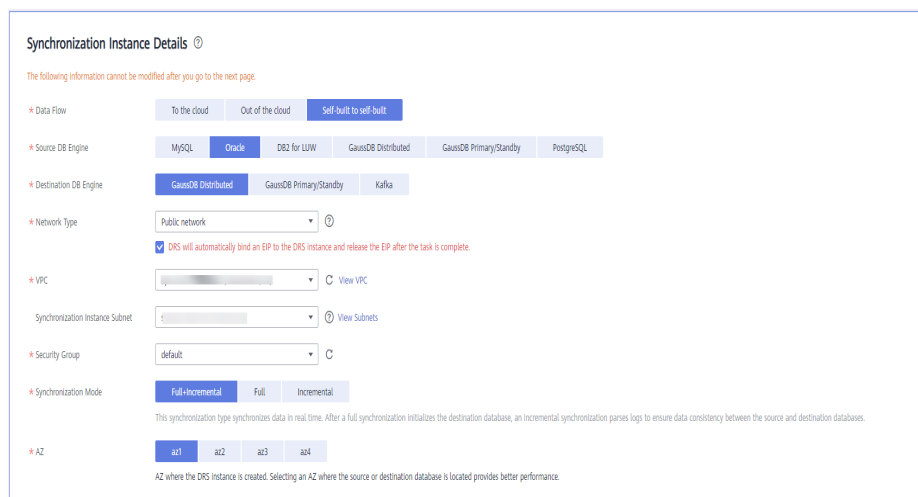 Synchronization Instance Details ?
The following information cannot be modified after you go to the next page.
* Data Flow To the cloud Out of the cloud Self-built to self-built
* Source DB Engine MySQL Oracle DB2 for LUW GaussDB Distributed GaussDB Primary/Standby PostgreSQL
* Destination DB Engine GaussDB Distributed GaussDB Primary/Standby Kafka
* Network Type Public network ?
DRS will automatically bind an EIP to the DRS instance and release the EIP after the task is complete.
* VPC View VPC
Synchronization Instance Subnet ? View Subnets
* Security Group default
* Synchronization Mode Full+Incremental Full Incremental
This synchronization type synchronizes data in real time. After a full synchronization initializes the destination database, an incremental synchronization parses logs to ensure data consistency between the source and destination databases.
* AZ az1 az2 az3 az4
AZ where the DRS instance is created. Selecting an AZ where the source or destination database is located provides better performance.